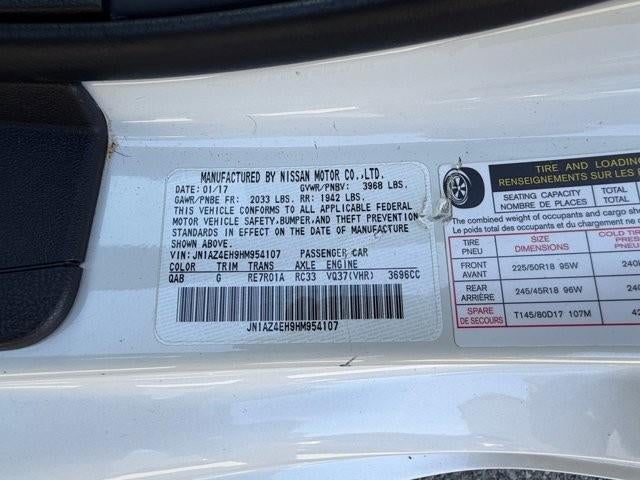 MANUFACTURED BY NISSAN MOTOR CO.,LTD.
DATE: 01/17 GVWR/PNBV: 3968 LBS.
GAWR/PNBE FR: 2033 LBS. RR: 1942 LBS.
THIS VEHICLE CONFORMS TO ALL APPLICABLE FEDERAL
MOTOR VEHICLE SAFETY,BUMPER,AND THEFT PREVENTION
STANDARDS IN EFFECT ON THE DATE OF MANUFACTURE
SHOWN ABOVE.
VIN: JN1AZ4EH9HM954107 PASSENGER CAR
COLOR TRIM TRANS AXLE ENGINE
QAB G RE7R01A RC33 VQ37(VHR) 3696CC
JN1AZ4EH9HM954107
TIRE AND LOADING
RENSEIGNEMENTS SUR LES
SEATING CAPACITY TOTAL
NOMBRE DE PLACES TOTAL
The combined weight of occupants and cargo
Le poids total des occupants et
TIRE SIZE COLD TIRE
PNEU DIMENSIONS
FRONT 225/50R18 95W 240
AVANT
REAR 245/45R18 96W 240
ARRIÈRE
SPARE T145/80D17 107M 42
DE SECOURS